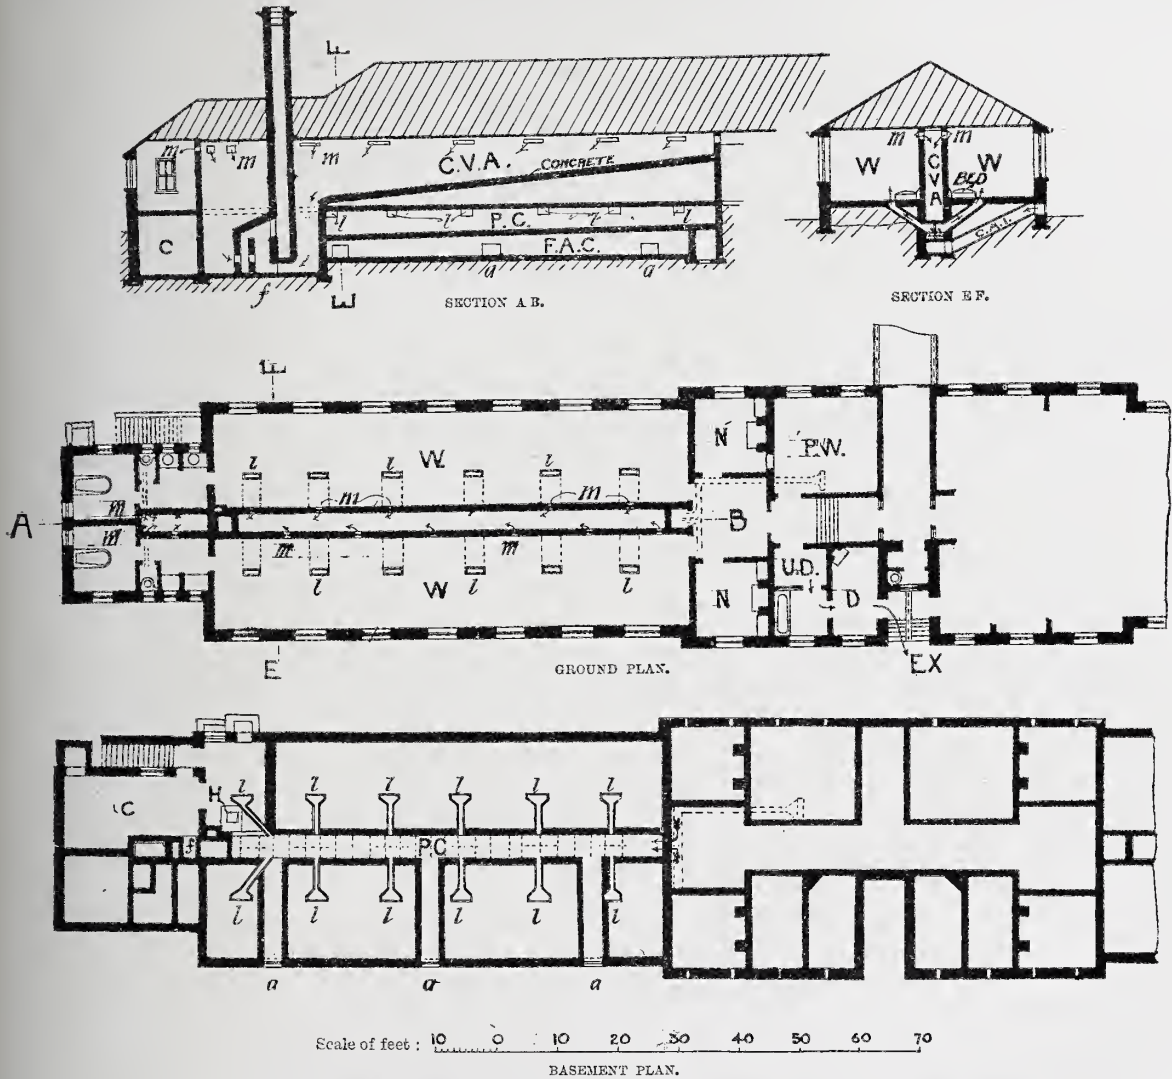 F
m m m C.V.A. CONCRETE
l l P.C. l l
C F.A.C.
f a a
E
SECTION A B.
m m
W C V A W
BED
C.A.I.
SECTION E F.
F
l W. l l
m m
N P.W.
A m m B
m m
l W l l
N U.D. D
E EX
GROUND PLAN.
C H l l l l l l
f P.C
l l l l l l
a a a
Scale of feet : 10 0 10 20 30 40 50 60 70
BASEMENT PLAN.